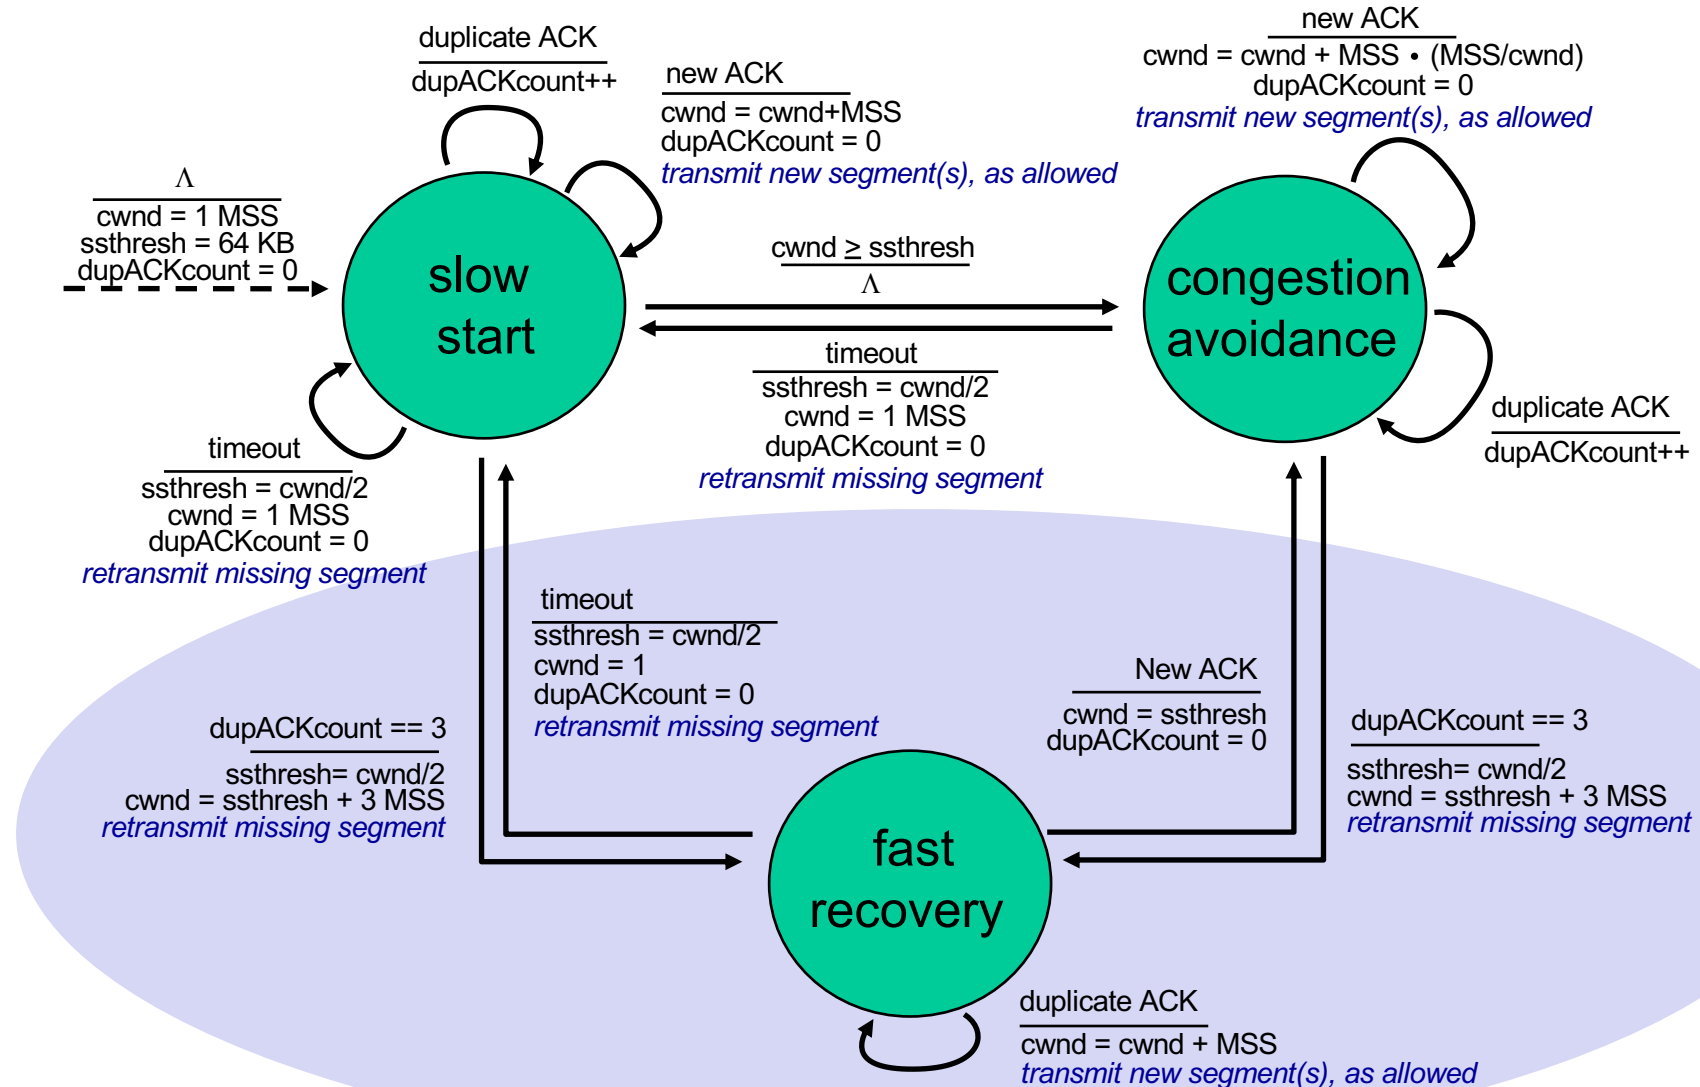 duplicate ACK
dupACKcount++
new ACK
cwnd = cwnd+MSS
dupACKcount = 0
transmit new segment(s), as allowed
new ACK
cwnd = cwnd + MSS • (MSS/cwnd)
dupACKcount = 0
transmit new segment(s), as allowed
Λ
cwnd = 1 MSS
ssthresh = 64 KB
dupACKcount = 0
slow
start
cwnd ≥ ssthresh
Λ
congestion
avoidance
timeout
ssthresh = cwnd/2
cwnd = 1 MSS
dupACKcount = 0
retransmit missing segment
duplicate ACK
dupACKcount++
timeout
ssthresh = cwnd/2
cwnd = 1 MSS
dupACKcount = 0
retransmit missing segment
timeout
ssthresh = cwnd/2
cwnd = 1
dupACKcount = 0
retransmit missing segment
New ACK
cwnd = ssthresh
dupACKcount = 0
dupACKcount == 3
ssthresh= cwnd/2
cwnd = ssthresh + 3 MSS
retransmit missing segment
dupACKcount == 3
ssthresh= cwnd/2
cwnd = ssthresh + 3 MSS
retransmit missing segment
fast
recovery
duplicate ACK
cwnd = cwnd + MSS
transmit new segment(s), as allowed